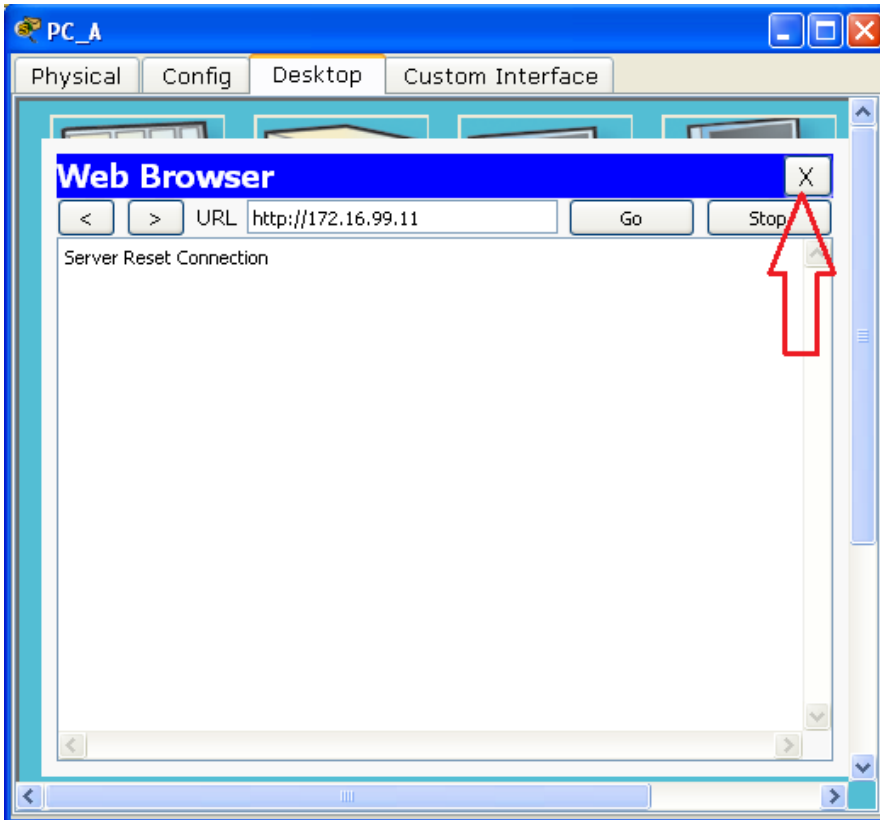 PC_A
Physical Config Desktop Custom Interface
Web Browser X
< > URL http://172.16.99.11 Go Stop
Server Reset Connection